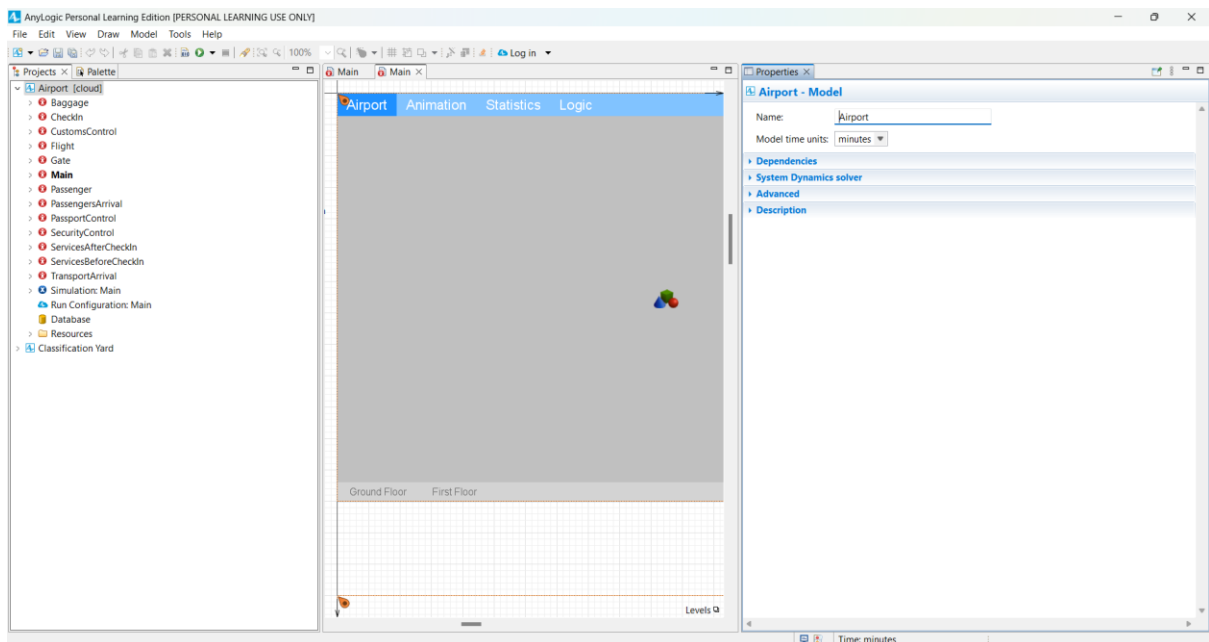 AnyLogic Personal Learning Edition [PERSONAL LEARNING USE ONLY]
File Edit View Draw Model Tools Help
100% Log in
Projects Palette
Airport [cloud]
Baggage
CheckIn
CustomsControl
Flight
Gate
Main
Passenger
PassengersArrival
PassportControl
SecurityControl
ServicesAfterCheckIn
ServicesBeforeCheckIn
TransportArrival
Simulation: Main
Run Configuration: Main
Database
Resources
Classification Yard
Main Main
Airport Animation Statistics Logic
Ground Floor First Floor
Levels
Properties
Airport - Model
Name: Airport
Model time units: minutes
Dependencies
System Dynamics solver
Advanced
Description
Time: minutes